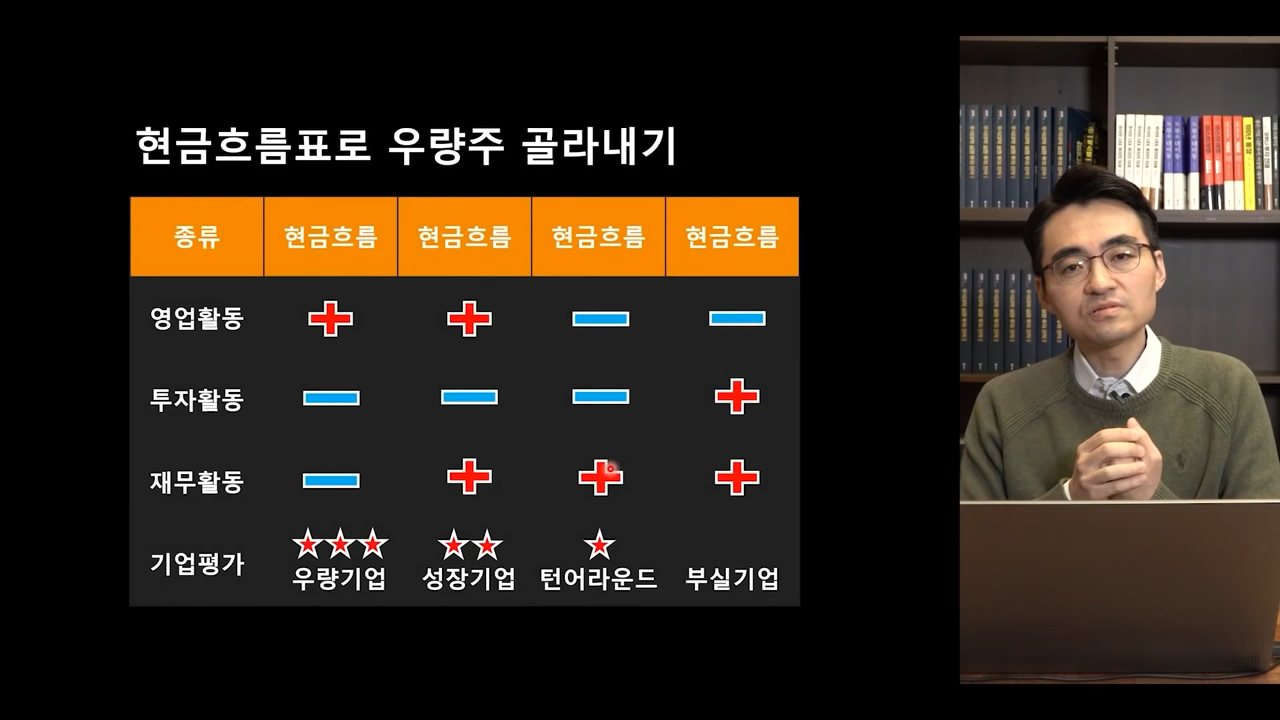 현금흐름표로 우량주 골라내기
종류 현금흐름 현금흐름 현금흐름 현금흐름
영업활동
투자활동
재무활동
기업평가 우량기업 성장기업 턴어라운드 부실기업